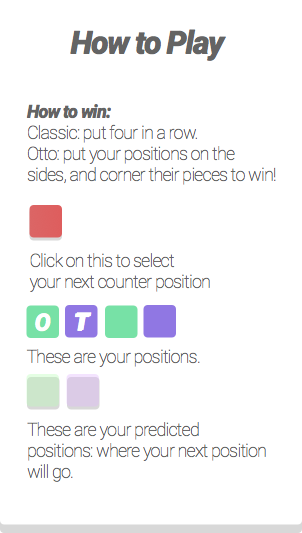 How to Play
How to win:
Classic: put four in a row.
Otto: put your positions on the
sides, and corner their pieces to win!
Click on this to select
your next counter position
O T
These are your positions.
These are your predicted
positions: where your next position
will go.